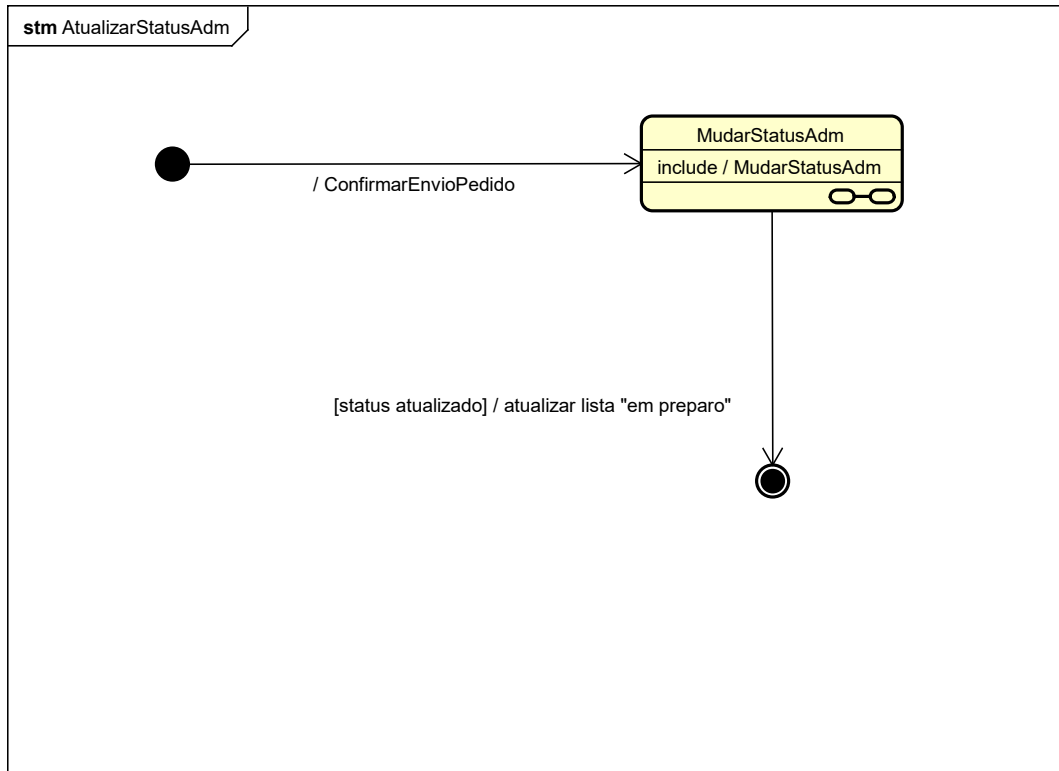 stm AtualizarStatusAdm
MudarStatusAdm
include / MudarStatusAdm
/ ConfirmarEnvioPedido
[status atualizado] / atualizar lista "em preparo"